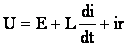 U = E + L di/dt + ir